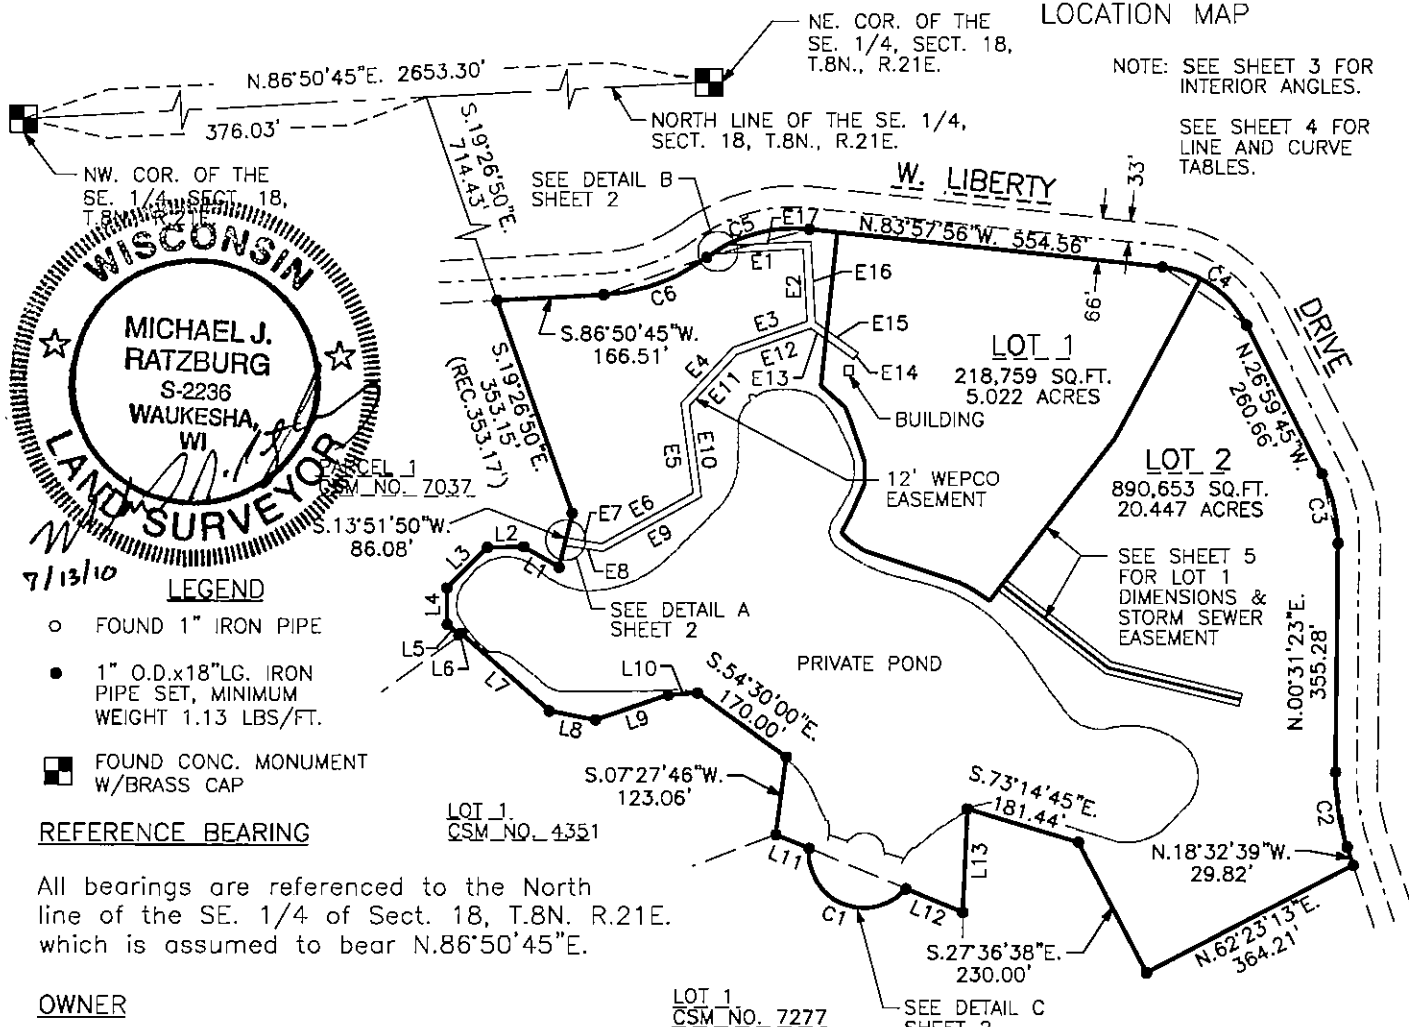 LOCATION MAP
NE. COR. OF THE
SE. 1/4, SECT. 18,
T.8N., R.21E.
NOTE: SEE SHEET 3 FOR
INTERIOR ANGLES.
SEE SHEET 4 FOR
LINE AND CURVE
TABLES.
N.86°50'45"E. 2653.30'
376.03'
NORTH LINE OF THE SE. 1/4,
SECT. 18, T.8N., R.21E.
NW. COR. OF THE
SE. 1/4, SECT. 18,
T.8N., R.21E.
S.19°26'50"E.
714.43'
SEE DETAIL B
SHEET 2
W. LIBERTY
DRIVE
33'
66'
N.83°57'56"W. 554.56'
C5
E17
E1
E2
E16
C6
C4
E3
E15
E12
E13
E14
E4
E11
E5
E10
S.86°50'45"W.
166.51'
S.19°26'50"E.
353.15'
(REC.353.17')
LOT 1
218,759 SQ.FT.
5.022 ACRES
BUILDING
N.26°59'45"W.
260.66'
LOT 2
890,653 SQ.FT.
20.447 ACRES
C3
12' WEPCO
EASEMENT
WISCONSIN
MICHAEL J.
RATZBURG
S-2236
WAUKESHA,
WI
LAND SURVEYOR
7/13/10
PARCEL 1
CSM NO. 7037
S.13°51'50"W.
86.08'
E7
E6
E9
E8
L3
L2
L1
L4
L5
L6
L7
L8
L9
L10
SEE DETAIL A
SHEET 2
SEE SHEET 5
FOR LOT 1
DIMENSIONS &
STORM SEWER
EASEMENT
N.00°31'23"E.
355.28'
PRIVATE POND
LEGEND
FOUND 1" IRON PIPE
1" O.D.x18"LG. IRON
PIPE SET, MINIMUM
WEIGHT 1.13 LBS/FT.
FOUND CONC. MONUMENT
W/BRASS CAP
S.54°30'00"E.
170.00'
S.07°27'46"W.
123.06'
S.73°14'45"E.
181.44'
C2
N.18°32'39"W.
29.82'
LOT 1
CSM NO. 4351
L11
C1
L12
L13
S.27°36'38"E.
230.00'
N.62°23'13"E.
364.21'
REFERENCE BEARING
All bearings are referenced to the North
line of the SE. 1/4 of Sect. 18, T.8N. R.21E.
which is assumed to bear N.86°50'45"E.
OWNER
LOT 1
CSM NO. 7277
SEE DETAIL C
SHEET 2